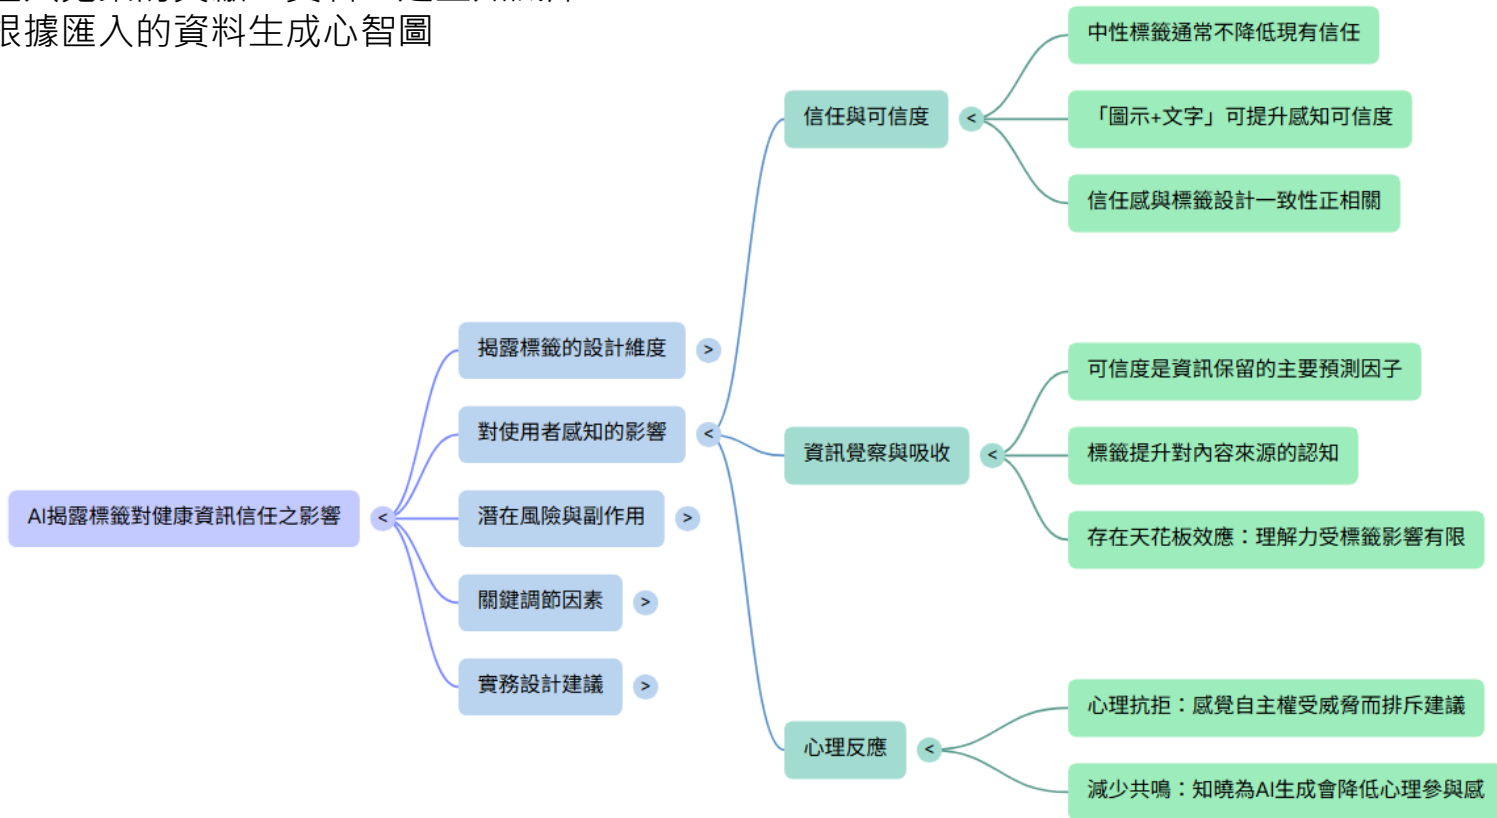 根據匯入的資料生成心智圖
中性標籤通常不降低現有信任
信任與可信度
<
「圖示+文字」可提升感知可信度
信任感與標籤設計一致性正相關
揭露標籤的設計維度
>
可信度是資訊保留的主要預測因子
對使用者感知的影響
<
資訊覺察與吸收
<
標籤提升對內容來源的認知
AI揭露標籤對健康資訊信任之影響
<
潛在風險與副作用
>
存在天花板效應：理解力受標籤影響有限
關鍵調節因素
>
實務設計建議
>
心理抗拒：感覺自主權受威脅而排斥建議
心理反應
<
減少共鳴：知曉為AI生成會降低心理參與感